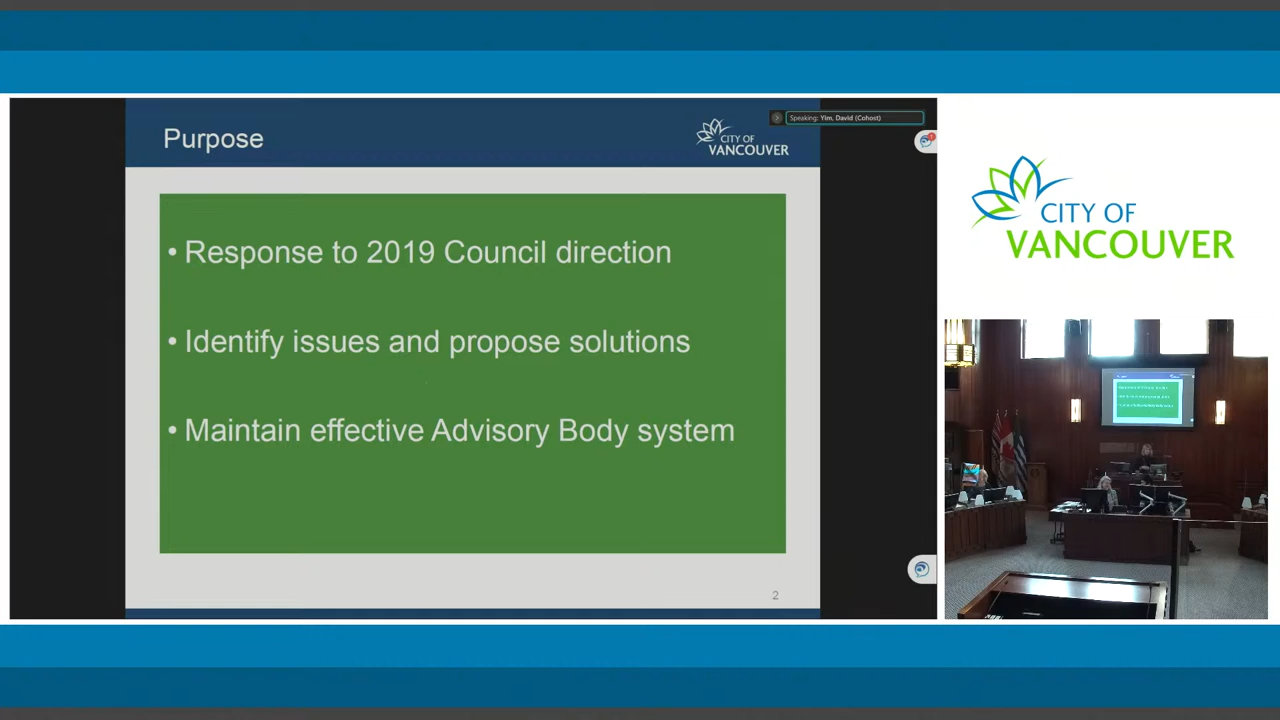 Purpose
CITY OF
VANCOUVER
Speaking: Yim, David (Cohost)
• Response to 2019 Council direction
• Identify issues and propose solutions
• Maintain effective Advisory Body system
2
CITY OF
VANCOUVER